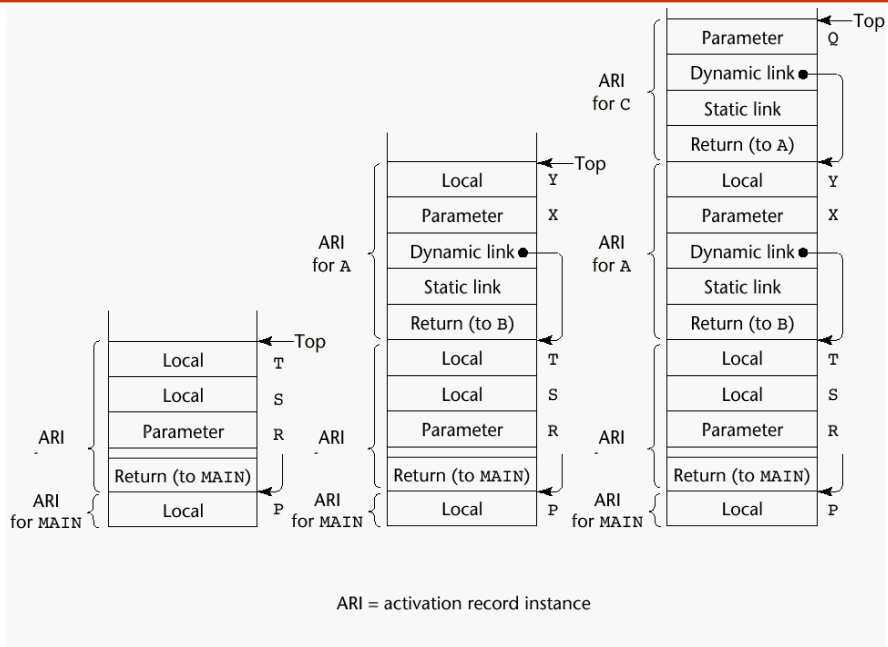 Top
Parameter Q
ARI
for C
Dynamic link
Static link
Return (to A)
Top
Local Y
Local Y
Parameter X
Parameter X
ARI
for A
Dynamic link
ARI
for A
Dynamic link
Static link
Static link
Return (to B)
Return (to B)
Top
Local T
Local T
Local T
Local S
Local S
Local S
ARI
Parameter R
ARI
Parameter R
ARI
Parameter R
Return (to MAIN)
Return (to MAIN)
Return (to MAIN)
ARI
for MAIN
Local P
ARI
for MAIN
Local P
ARI
for MAIN
Local P
ARI = activation record instance